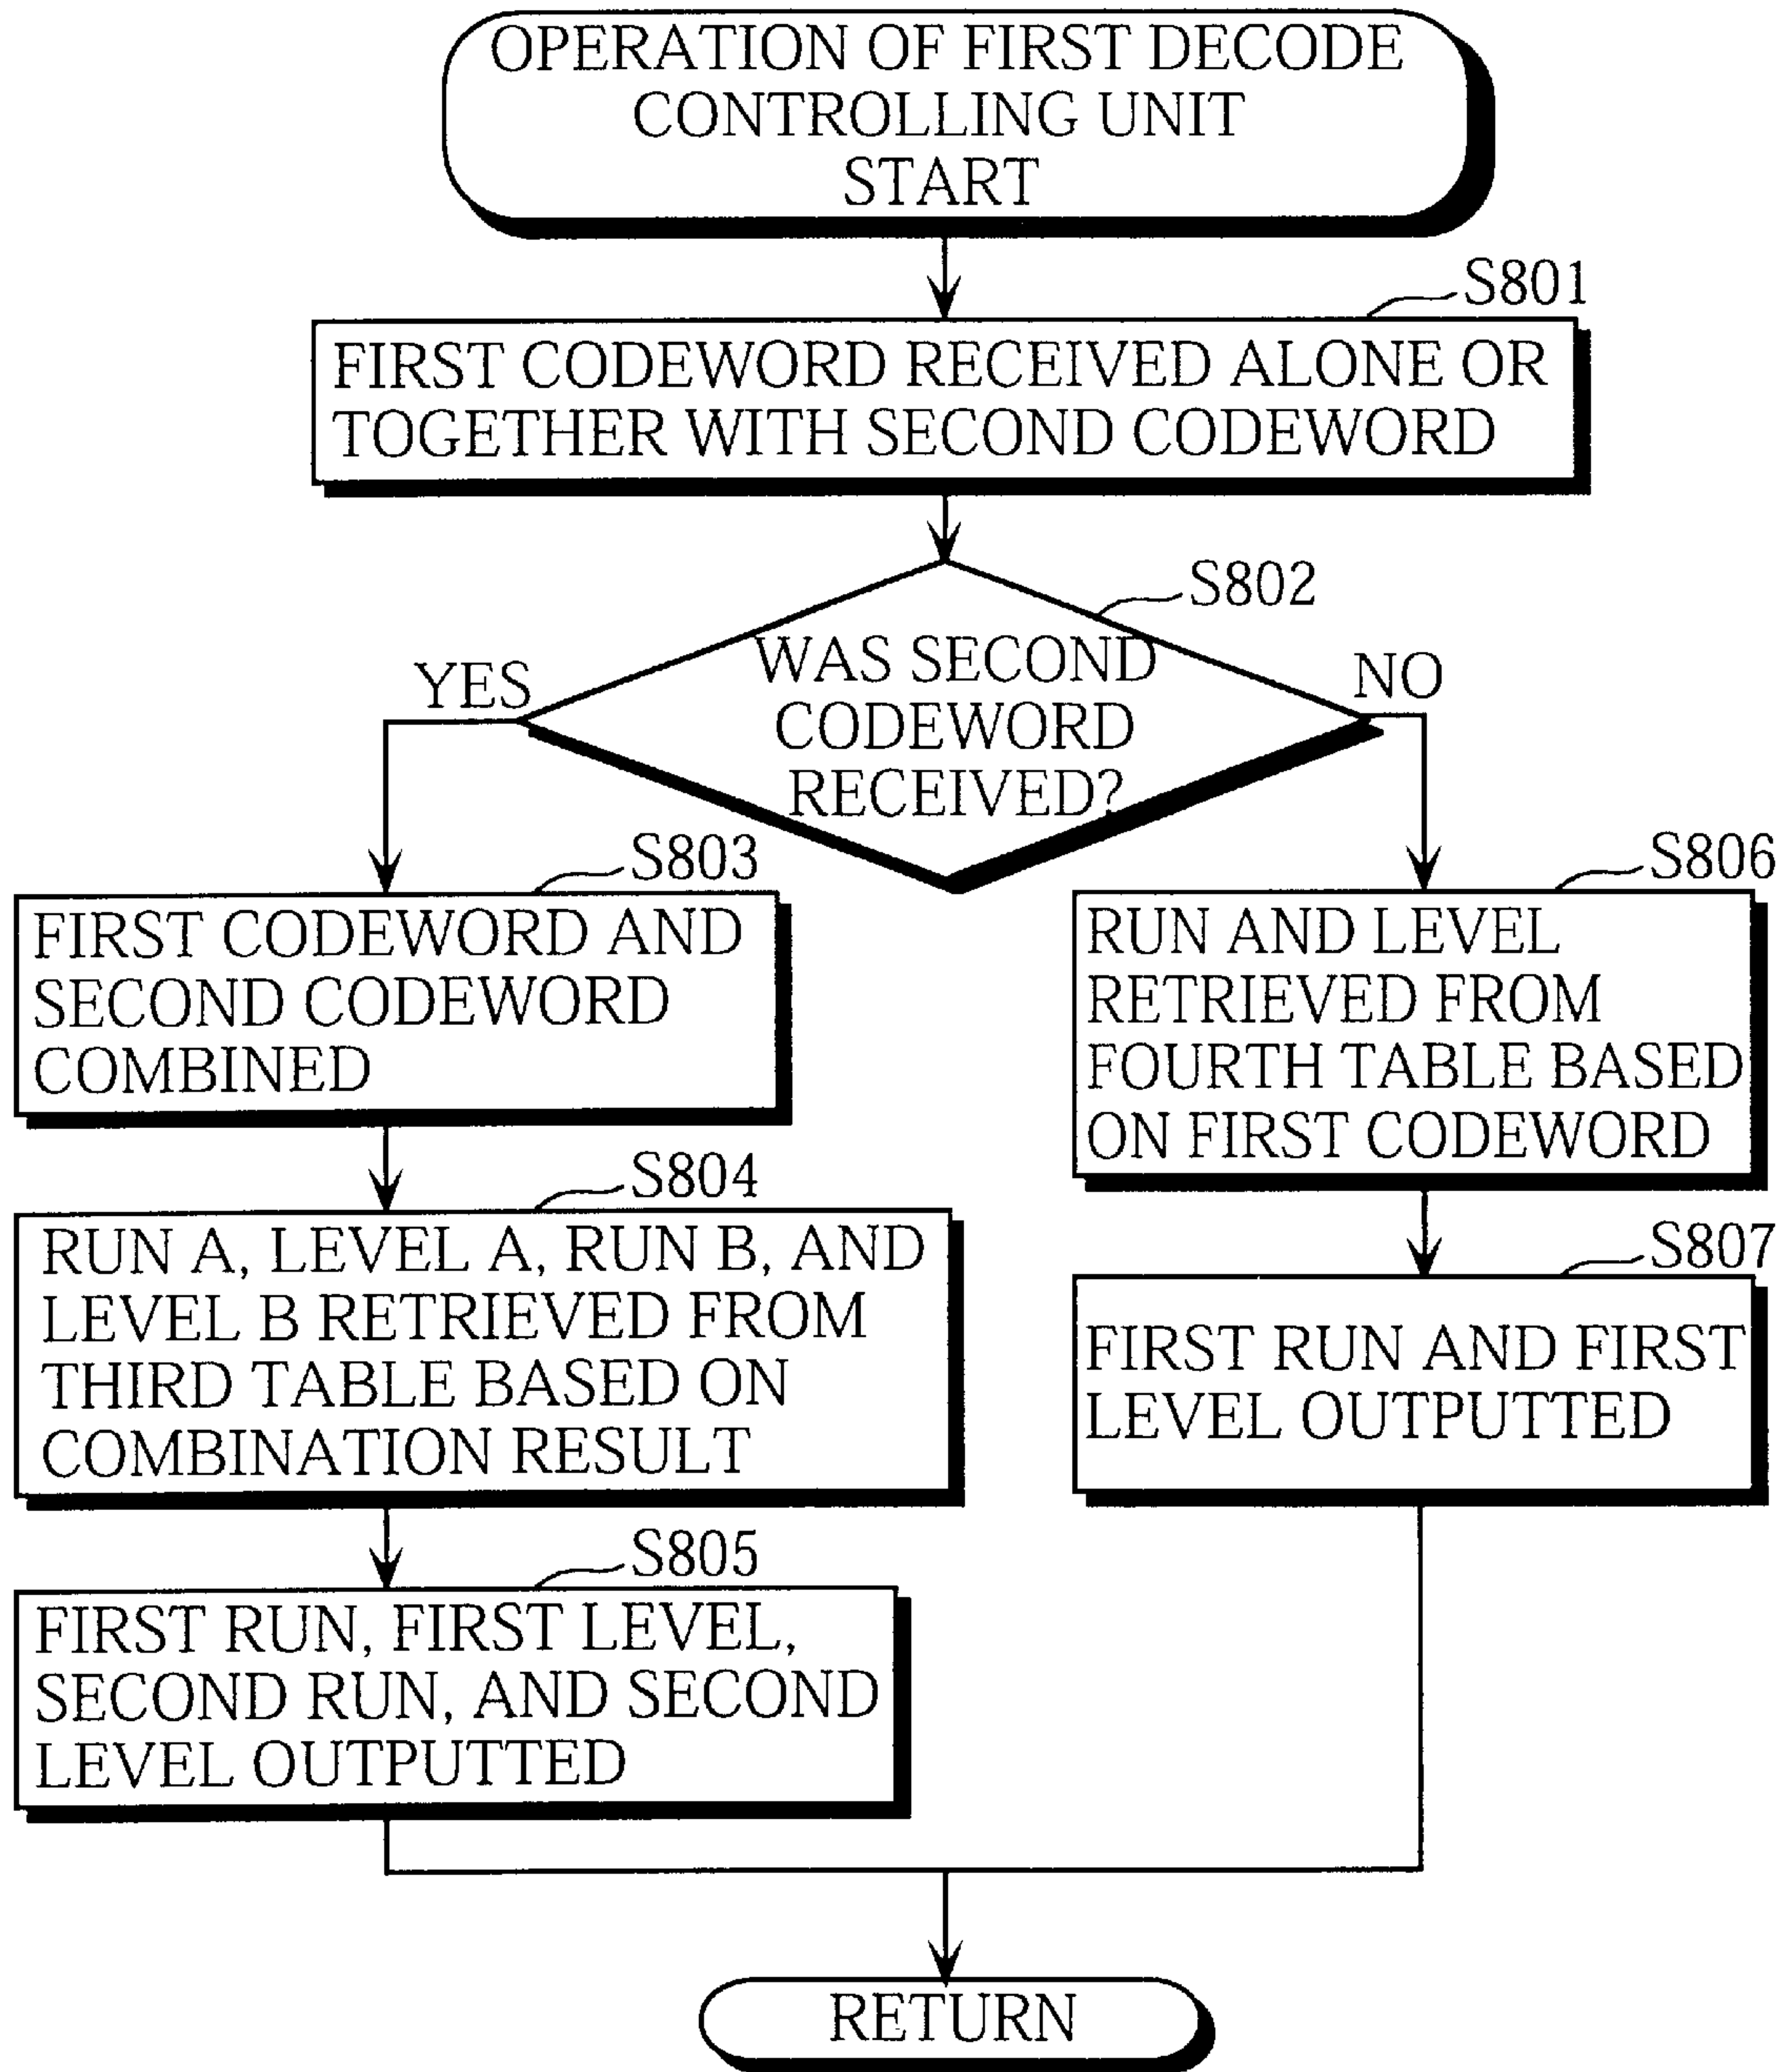 OPERATION OF FIRST DECODE
CONTROLLING UNIT
START
S801
FIRST CODEWORD RECEIVED ALONE OR
TOGETHER WITH SECOND CODEWORD
S802
WAS SECOND
CODEWORD
RECEIVED?
YES
NO
S803
FIRST CODEWORD AND
SECOND CODEWORD
COMBINED
S804
RUN A, LEVEL A, RUN B, AND
LEVEL B RETRIEVED FROM
THIRD TABLE BASED ON
COMBINATION RESULT
S805
FIRST RUN, FIRST LEVEL,
SECOND RUN, AND SECOND
LEVEL OUTPUTTED
S806
RUN AND LEVEL
RETRIEVED FROM
FOURTH TABLE BASED
ON FIRST CODEWORD
S807
FIRST RUN AND FIRST
LEVEL OUTPUTTED
RETURN